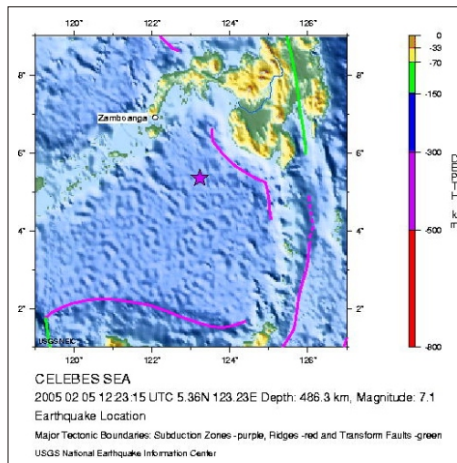 120° 122° 124° 126°
8° 8°
0
-33
-70
-150
Zamboanga
6° 6°
-300
DEPTH km
4° 4°
-600
2° 2°
USGS NEIC
-800
120° 122° 124° 126°
CELEBES SEA
2005 02 05 12:23:15 UTC 5.36N 123.23E Depth: 486.3 km, Magnitude: 7.1
Earthquake Location
Major Tectonic Boundaries: Subduction Zones -purple, Ridges -red and Transform Faults -green
USGS National Earthquake Information Center